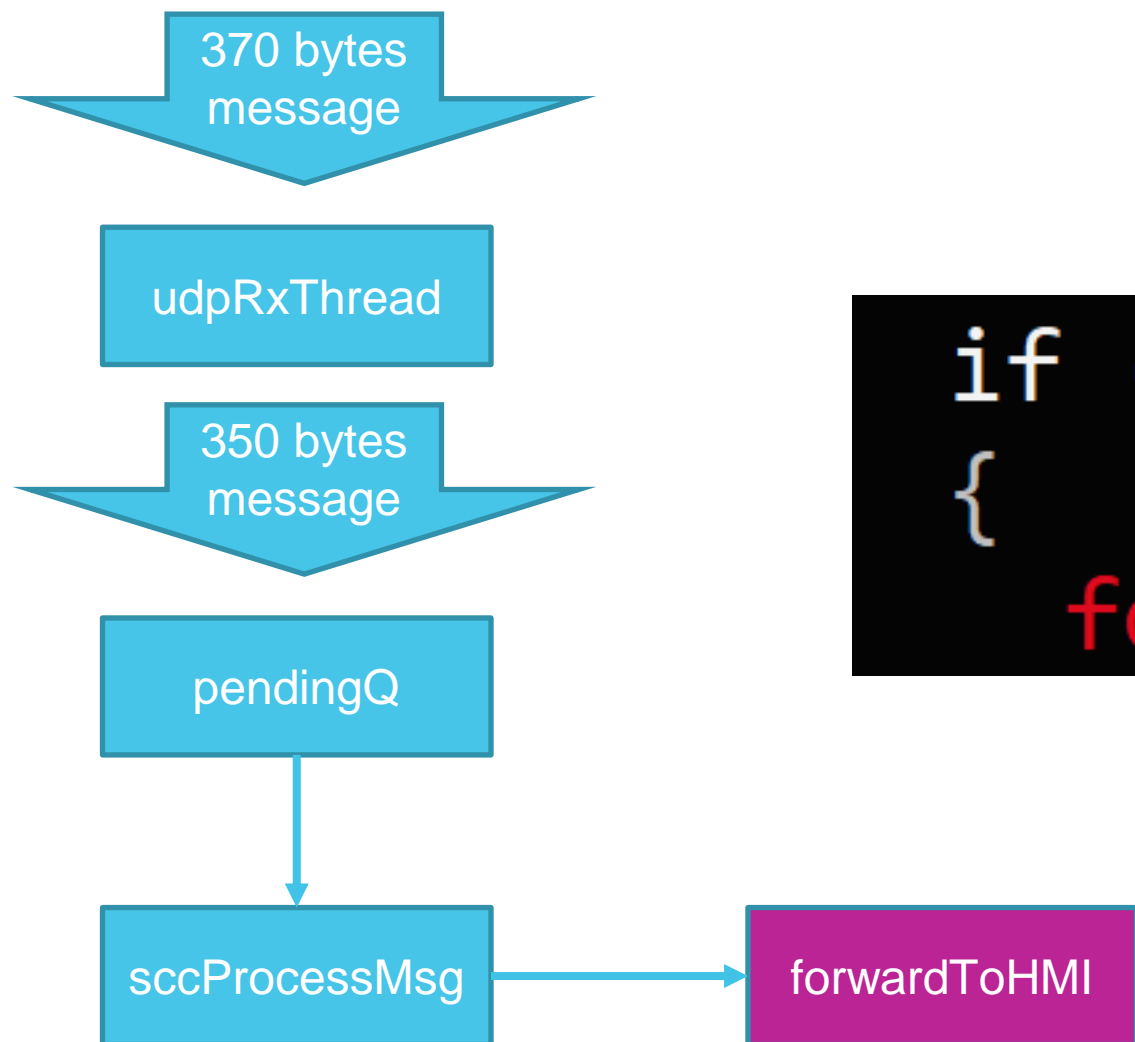 370 bytes
message
udpRxThread
350 bytes
message
if
{
pendingQ
sccProcessMsg
forwardToHMI